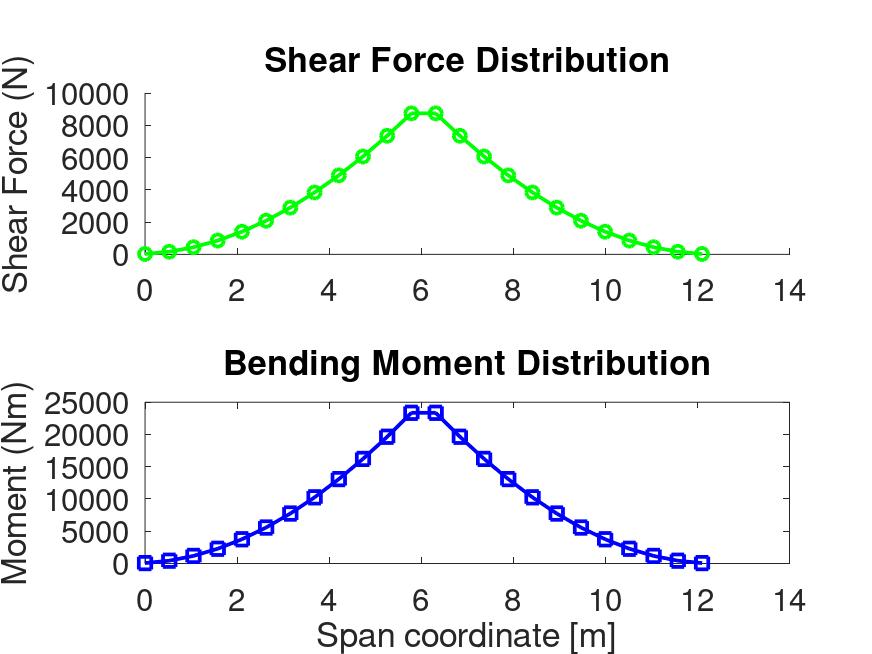 Shear Force Distribution
Shear Force (N)
10000
8000
6000
4000
2000
0
0 2 4 6 8 10 12 14
Bending Moment Distribution
Moment (Nm)
25000
20000
15000
10000
5000
0
0 2 4 6 8 10 12 14
Span coordinate [m]